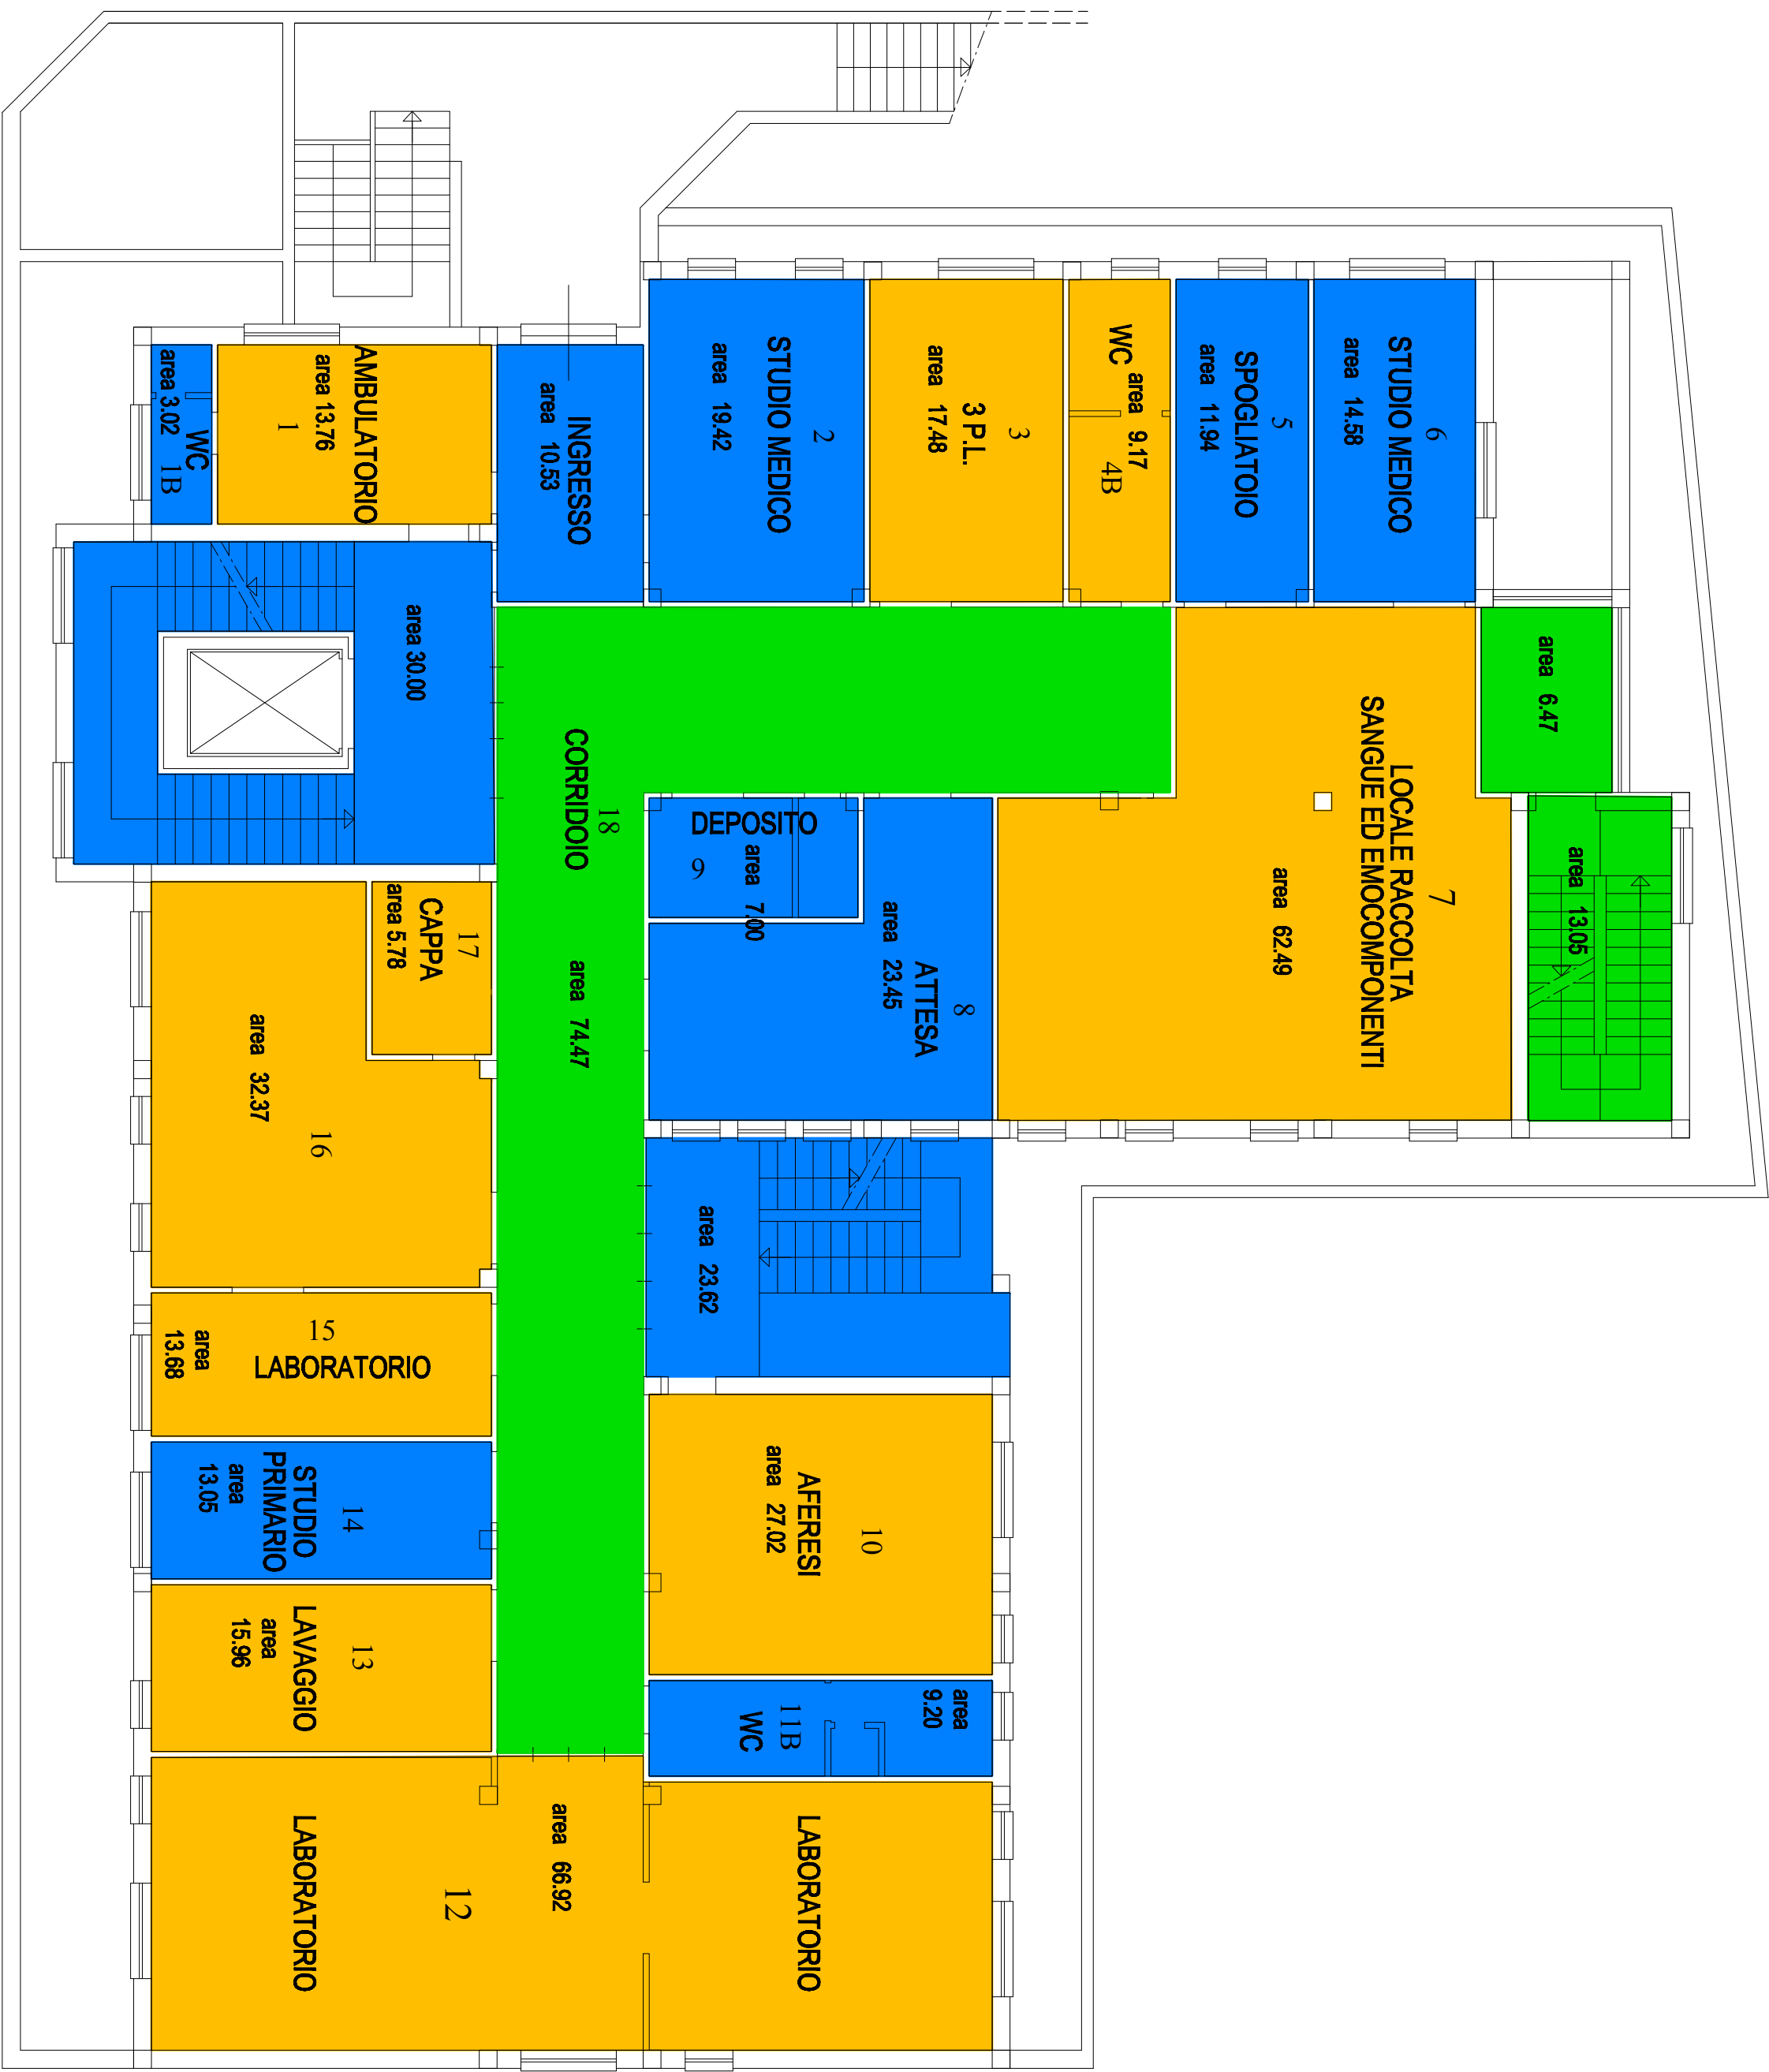 AMBULATORIO
area 13.76
1
WC
1B
area 3.02
INGRESSO
area 10.53
2
STUDIO MEDICO
area 19.42
3
3 P.L.
area 17.48
WC
area 9.17
4B
5
SPOGLIATOIO
area 11.94
6
STUDIO MEDICO
area 14.58
area 30.00
18
CORRIDOIO
area 74.47
DEPOSITO
area 7.00
9
8
ATTESA
area 23.45
7
LOCALE RACCOLTA
SANGUE ED EMOCOMPONENTI
area 62.49
area 6.47
area 13.05
17
CAPPA
area 5.78
16
area 32.37
area 23.62
15
LABORATORIO
area
13.68
14
STUDIO
PRIMARIO
area
13.05
13
LAVAGGIO
area
15.96
10
AFERESI
area 27.02
11B
WC
area
9.20
12
LABORATORIO
area 66.92
LABORATORIO